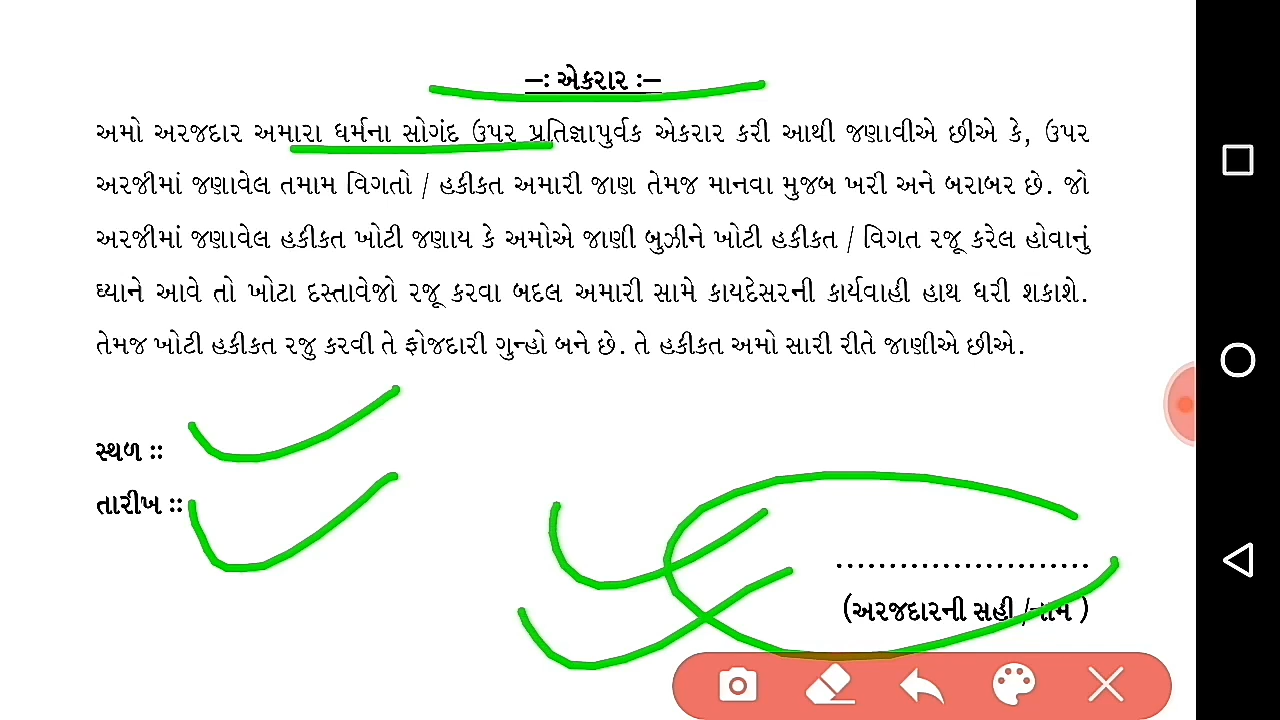 –: એકરાર :–
અમો અરજદાર અમારા ધર્મના સોગંદ ઉપર પ્રતિજ્ઞાપુર્વક એકરાર કરી આથી જણાવીએ છીએ કે, ઉપર
અરજીમાં જણાવેલ તમામ વિગતો / હકીકત અમારી જાણ તેમજ માનવા મુજબ ખરી અને બરાબર છે. જો
અરજીમાં જણાવેલ હકીકત ખોટી જણાય કે અમોએ જાણી બુઝીને ખોટી હકીકત / વિગત રજૂ કરેલ હોવાનું
ધ્યાને આવે તો ખોટા દસ્તાવેજો રજૂ કરવા બદલ અમારી સામે કાયદેસરની કાર્યવાહી હાથ ધરી શકાશે.
તેમજ ખોટી હકીકત રજુ કરવી તે ફોજદારી ગુન્હો બને છે. તે હકીકત અમો સારી રીતે જાણીએ છીએ.
સ્થળ ::
તારીખ ::
........................
(અરજદારની સહી /નામ )